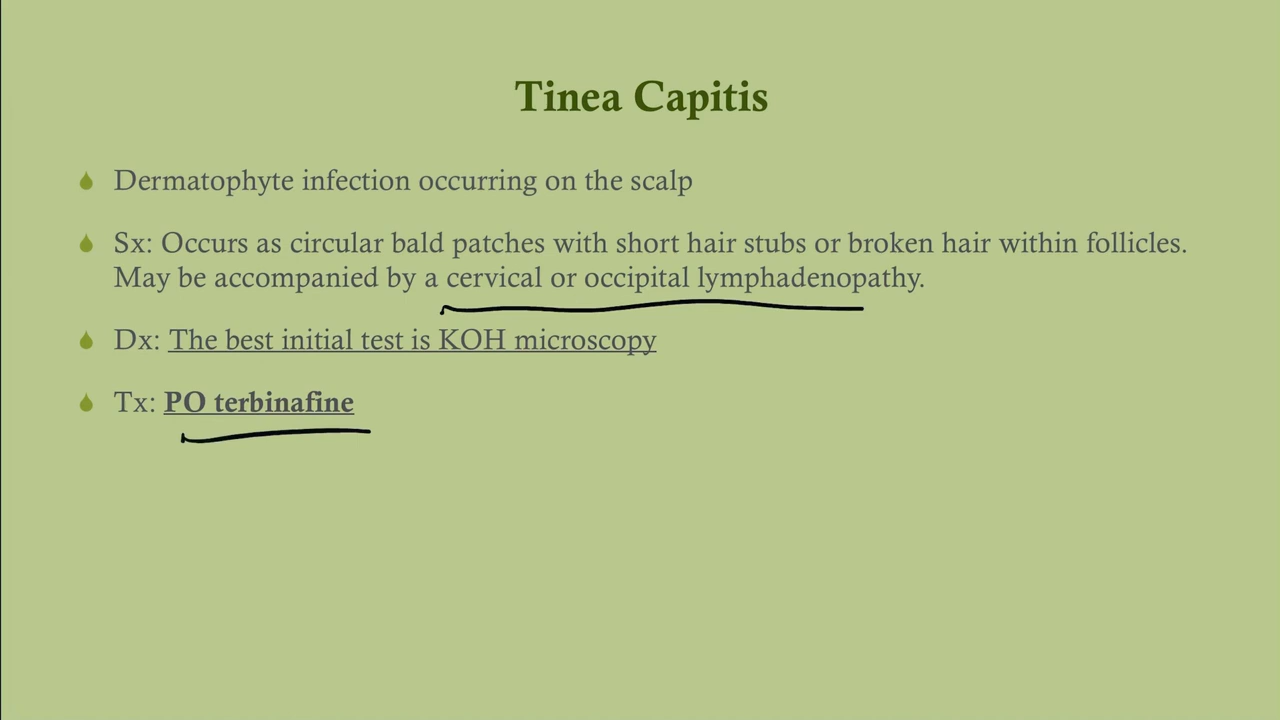 Tinea Capitis
Dermatophyte infection occurring on the scalp
Sx: Occurs as circular bald patches with short hair stubs or broken hair within follicles.
May be accompanied by a cervical or occipital lymphadenopathy.
Dx: The best initial test is KOH microscopy
Tx: PO terbinafine